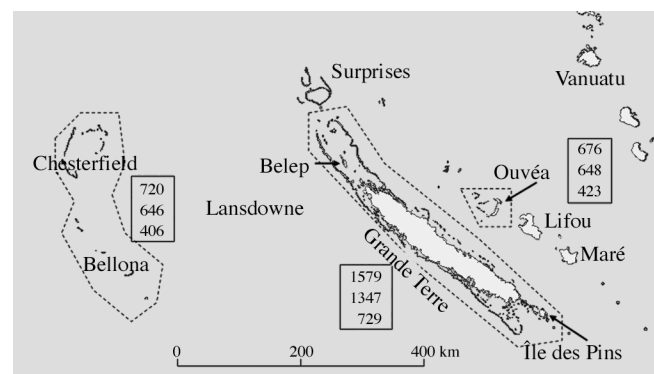 Surprises
Vanuatu
Chesterfield
Belep
Ouvéa
676
648
423
720
646
406
Lansdowne
Lifou
Grande Terre
Maré
Bellona
1579
1347
729
Île des Pins
0 200 400 km